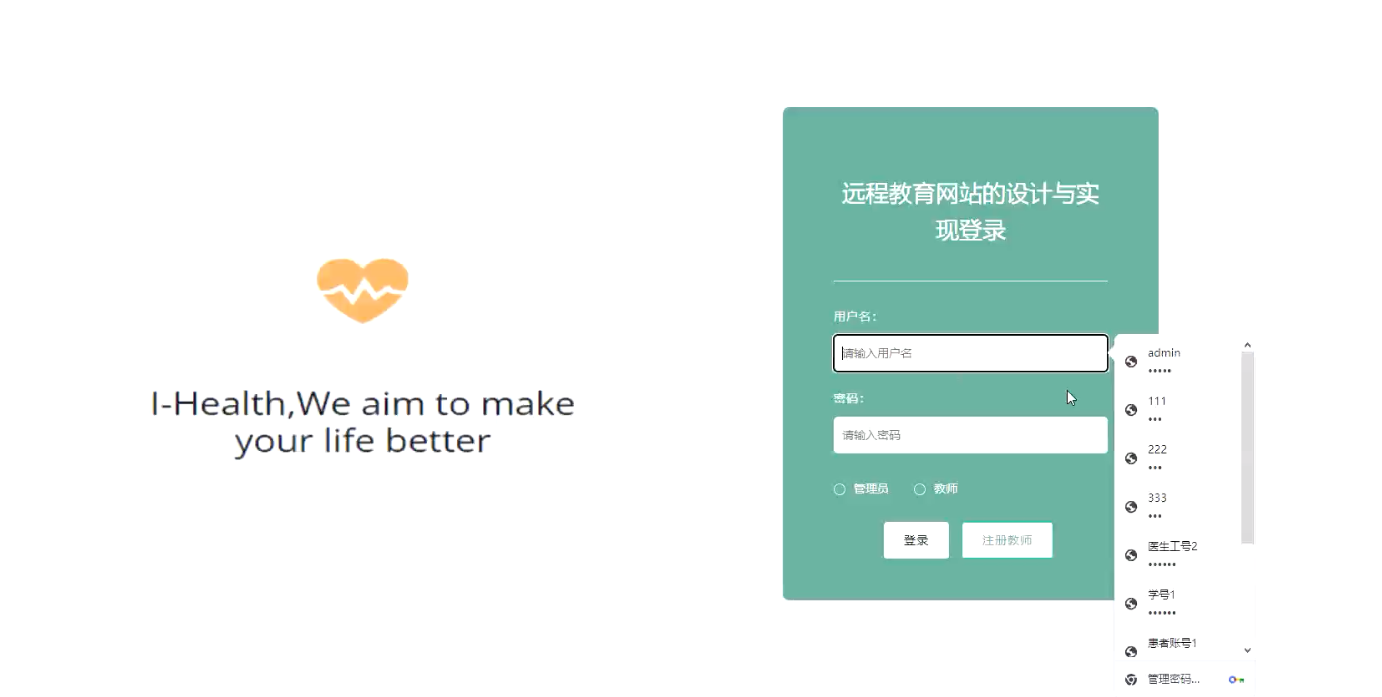 I-Health,We aim to make
your life better
远程教育网站的设计与实
现登录
用户名：
请输入用户名
密码：
请输入密码
管理员 教师
登录 注册教师
admin
•••••
111
•••
222
•••
333
•••
医生工号2
••••••
学号1
••••••
患者账号1
管理密码...